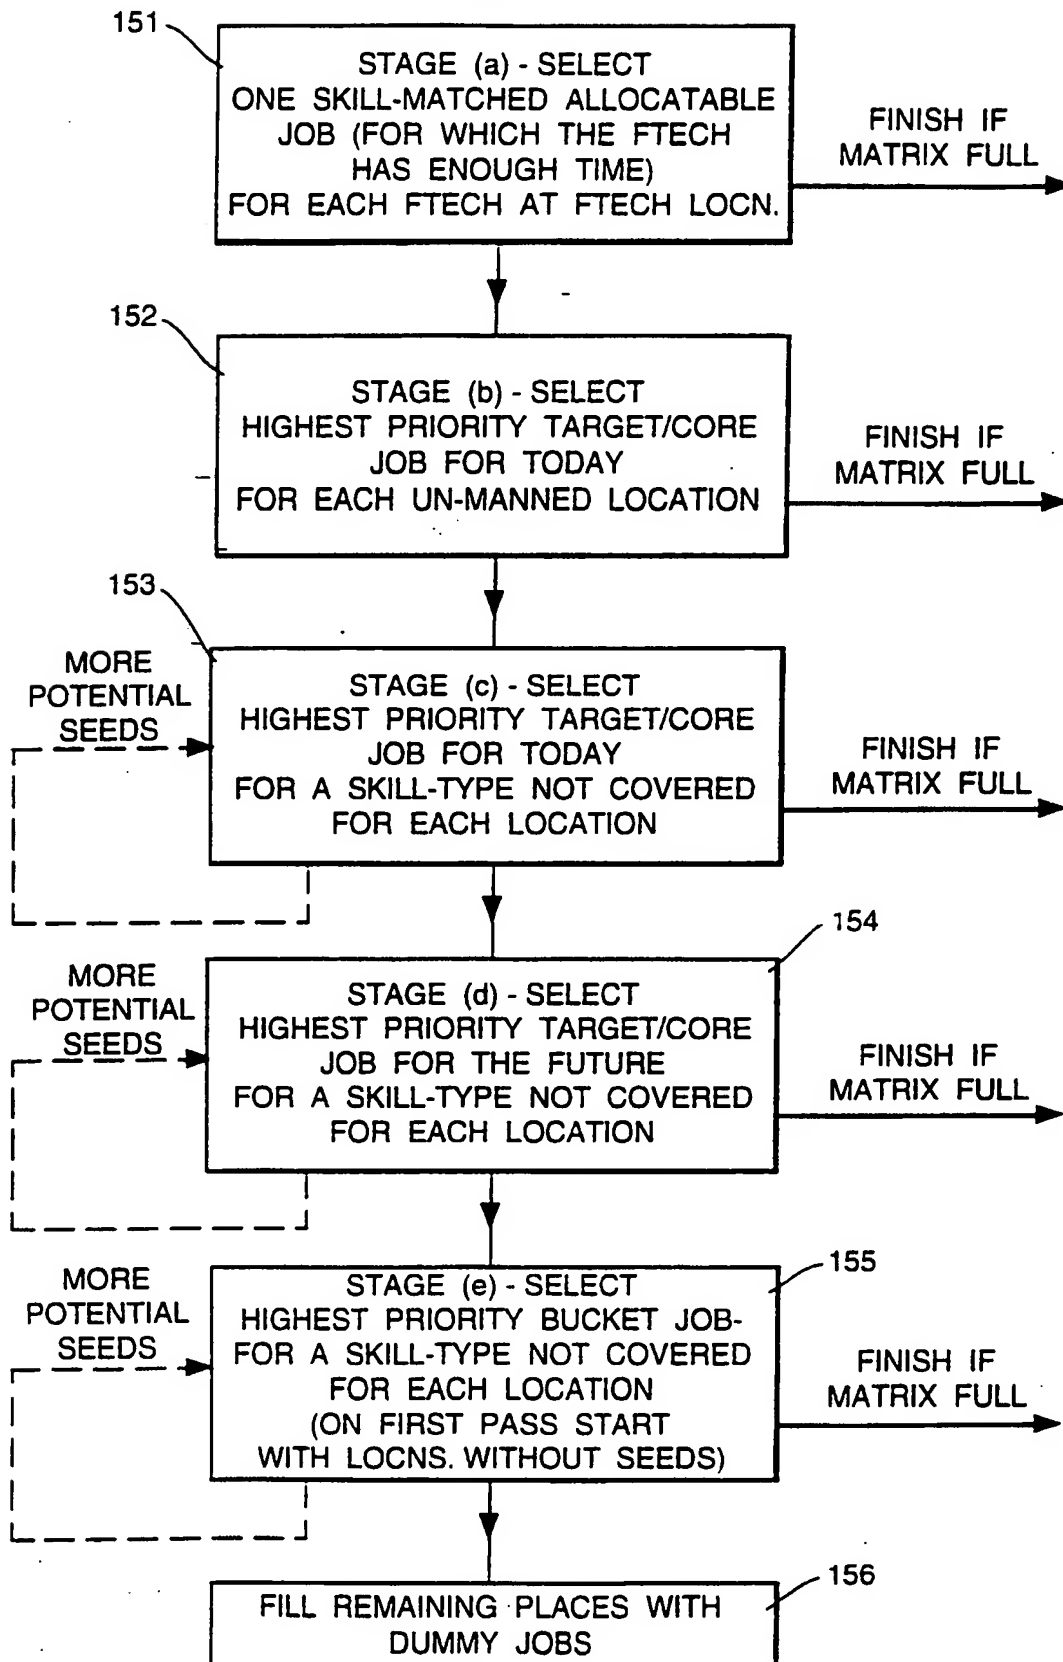 151
STAGE (a) - SELECT
ONE SKILL-MATCHED ALLOCATABLE
JOB (FOR WHICH THE FTECH
HAS ENOUGH TIME)
FOR EACH FTECH AT FTECH LOCN.
FINISH IF
MATRIX FULL
152
STAGE (b) - SELECT
HIGHEST PRIORITY TARGET/CORE
JOB FOR TODAY
FOR EACH UN-MANNED LOCATION
FINISH IF
MATRIX FULL
153
MORE
POTENTIAL
SEEDS
STAGE (c) - SELECT
HIGHEST PRIORITY TARGET/CORE
JOB FOR TODAY
FOR A SKILL-TYPE NOT COVERED
FOR EACH LOCATION
FINISH IF
MATRIX FULL
154
MORE
POTENTIAL
SEEDS
STAGE (d) - SELECT
HIGHEST PRIORITY TARGET/CORE
JOB FOR THE FUTURE
FOR A SKILL-TYPE NOT COVERED
FOR EACH LOCATION
FINISH IF
MATRIX FULL
155
MORE
POTENTIAL
SEEDS
STAGE (e) - SELECT
HIGHEST PRIORITY BUCKET JOB-
FOR A SKILL-TYPE NOT COVERED
FOR EACH LOCATION
(ON FIRST PASS START
WITH LOCNS. WITHOUT SEEDS)
FINISH IF
MATRIX FULL
156
FILL REMAINING PLACES WITH
DUMMY JOBS